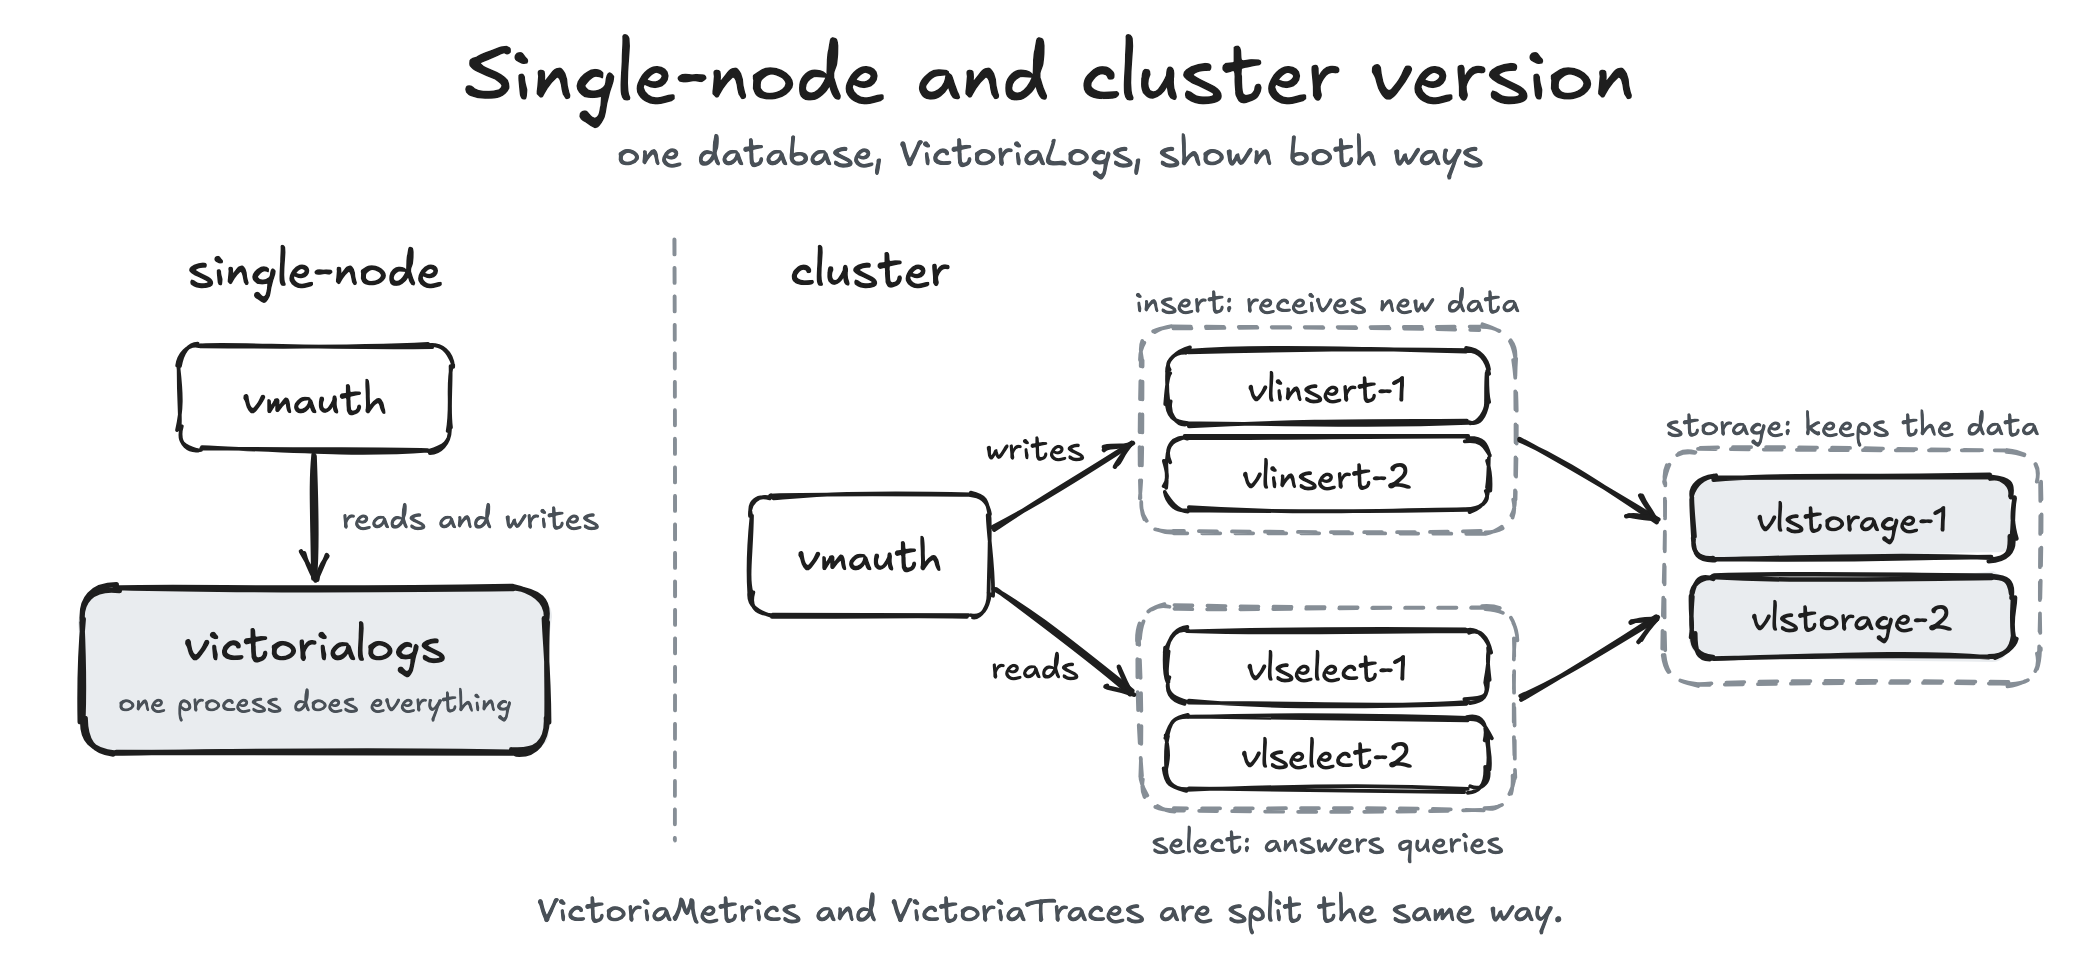 Single-node and cluster version
one database, VictoriaLogs, shown both ways
single-node
vmauth
reads and writes
victorialogs
one process does everything
cluster
vmauth
writes
reads
insert: receives new data
vlinsert-1
vlinsert-2
vlselect-1
vlselect-2
select: answers queries
storage: keeps the data
vlstorage-1
vlstorage-2
VictoriaMetrics and VictoriaTraces are split the same way.